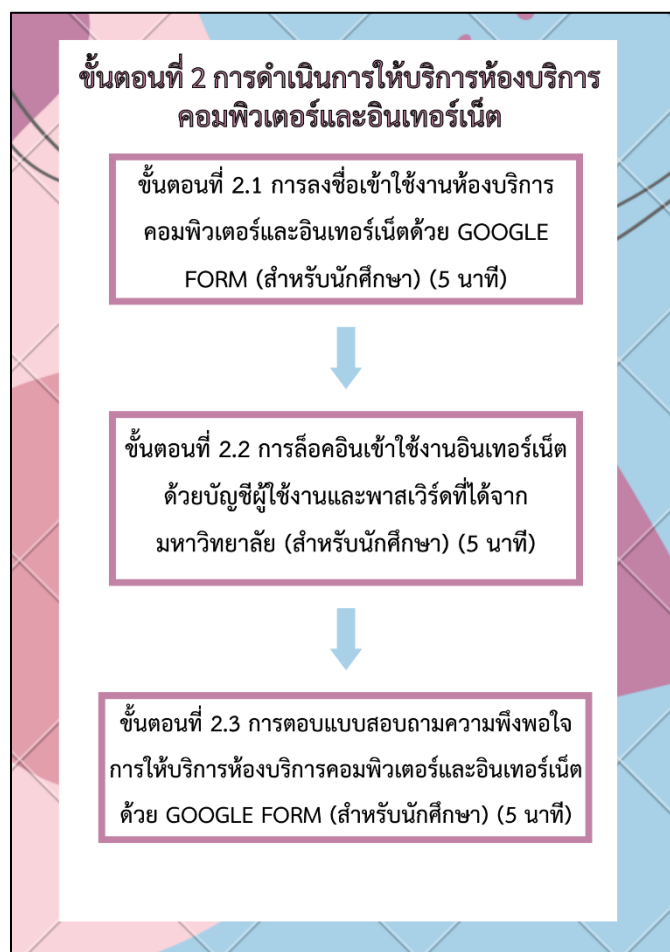 ขั้นตอนที่ 2 การดำเนินการให้บริการห้องบริการ
คอมพิวเตอร์และอินเทอร์เน็ต
ขั้นตอนที่ 2.1 การลงชื่อเข้าใช้งานห้องบริการ
คอมพิวเตอร์และอินเทอร์เน็ตด้วย GOOGLE
FORM (สำหรับนักศึกษา) (5 นาที)
ขั้นตอนที่ 2.2 การล็อคอินเข้าใช้งานอินเทอร์เน็ต
ด้วยบัญชีผู้ใช้งานและพาสเวิร์ดที่ได้จาก
มหาวิทยาลัย (สำหรับนักศึกษา) (5 นาที)
ขั้นตอนที่ 2.3 การตอบแบบสอบถามความพึงพอใจ
การให้บริการห้องบริการคอมพิวเตอร์และอินเทอร์เน็ต
ด้วย GOOGLE FORM (สำหรับนักศึกษา) (5 นาที)